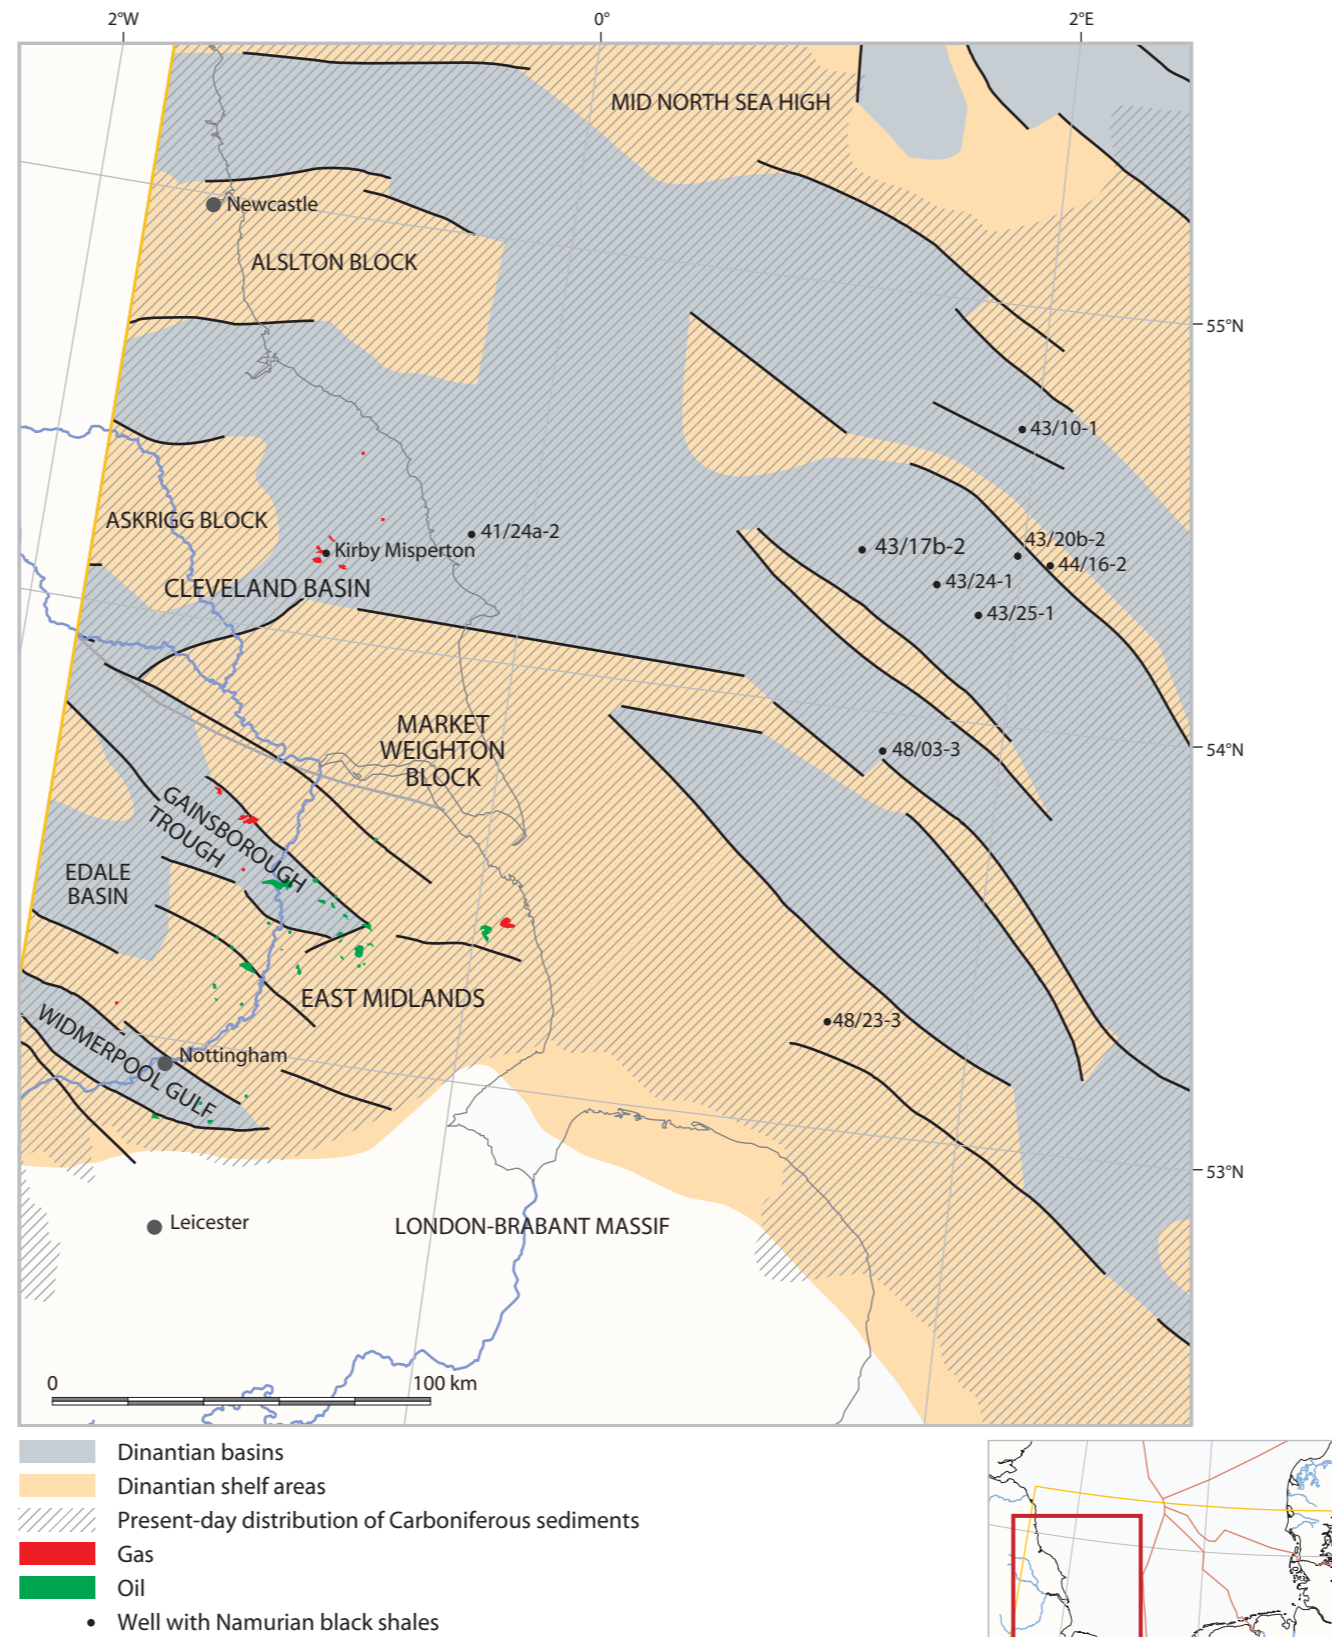 2°W
0°
2°E
MID NORTH SEA HIGH
Newcastle
ALSLTON BLOCK
55°N
43/10-1
ASKRIGG BLOCK
41/24a-2
Kirby Misperton
43/17b-2
43/20b-2
44/16-2
43/24-1
CLEVELAND BASIN
43/25-1
MARKET
WEIGHTON
BLOCK
48/03-3
54°N
GAINSBOROUGH
TROUGH
EDALE
BASIN
EAST MIDLANDS
48/23-3
WIDMERPOOL GULF
Nottingham
53°N
Leicester
LONDON-BRABANT MASSIF
0
100 km
Dinantian basins
Dinantian shelf areas
Present-day distribution of Carboniferous sediments
Gas
Oil
Well with Namurian black shales